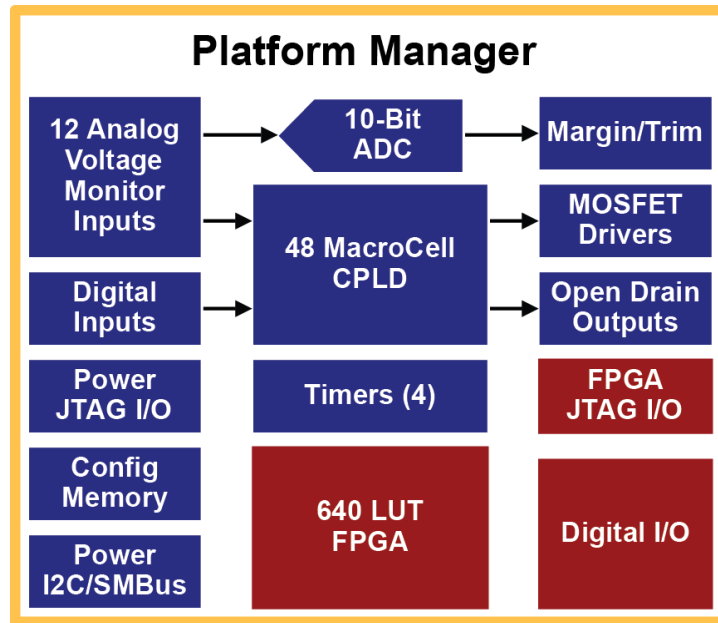 Platform Manager
12 Analog
Voltage
Monitor
Inputs
10-Bit
ADC
Margin/Trim
48 MacroCell
CPLD
MOSFET
Drivers
Digital
Inputs
Open Drain
Outputs
Power
JTAG I/O
Timers (4)
FPGA
JTAG I/O
Config
Memory
640 LUT
FPGA
Digital I/O
Power
I2C/SMBus